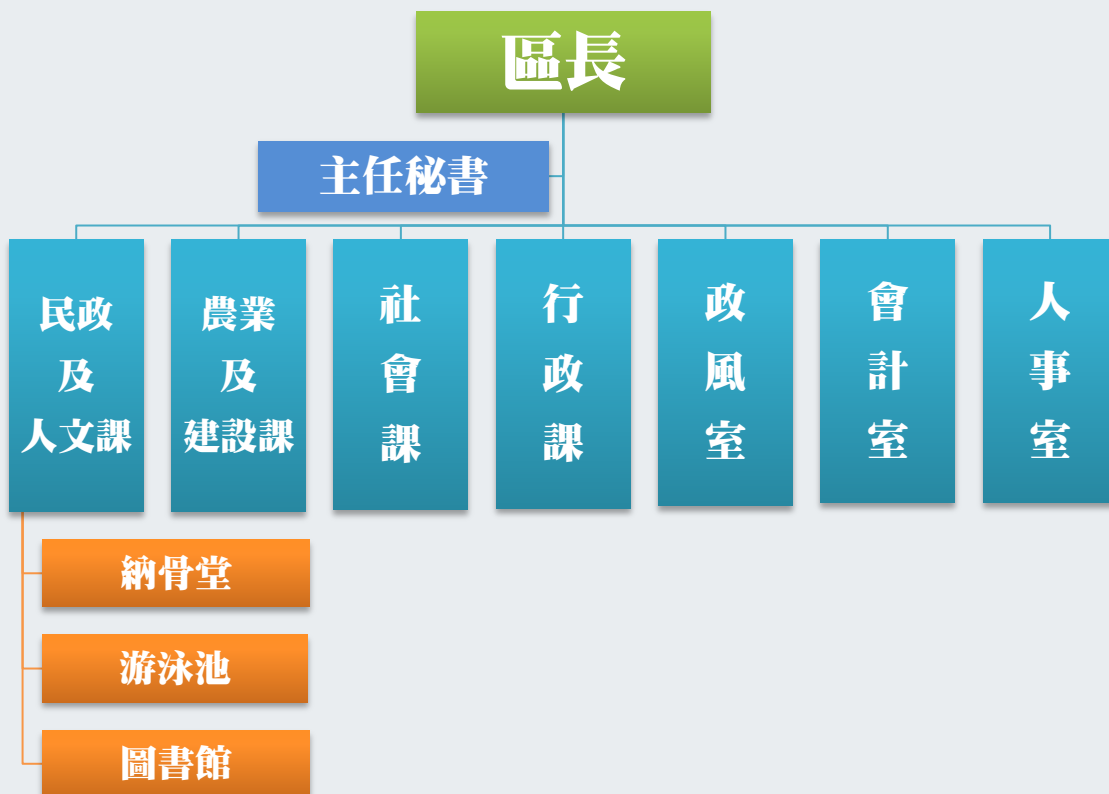 區長
主任秘書
民政
及
人文課
農業
及
建設課
社
會
課
行
政
課
政
風
室
會
計
室
人
事
室
納骨堂
游泳池
圖書館